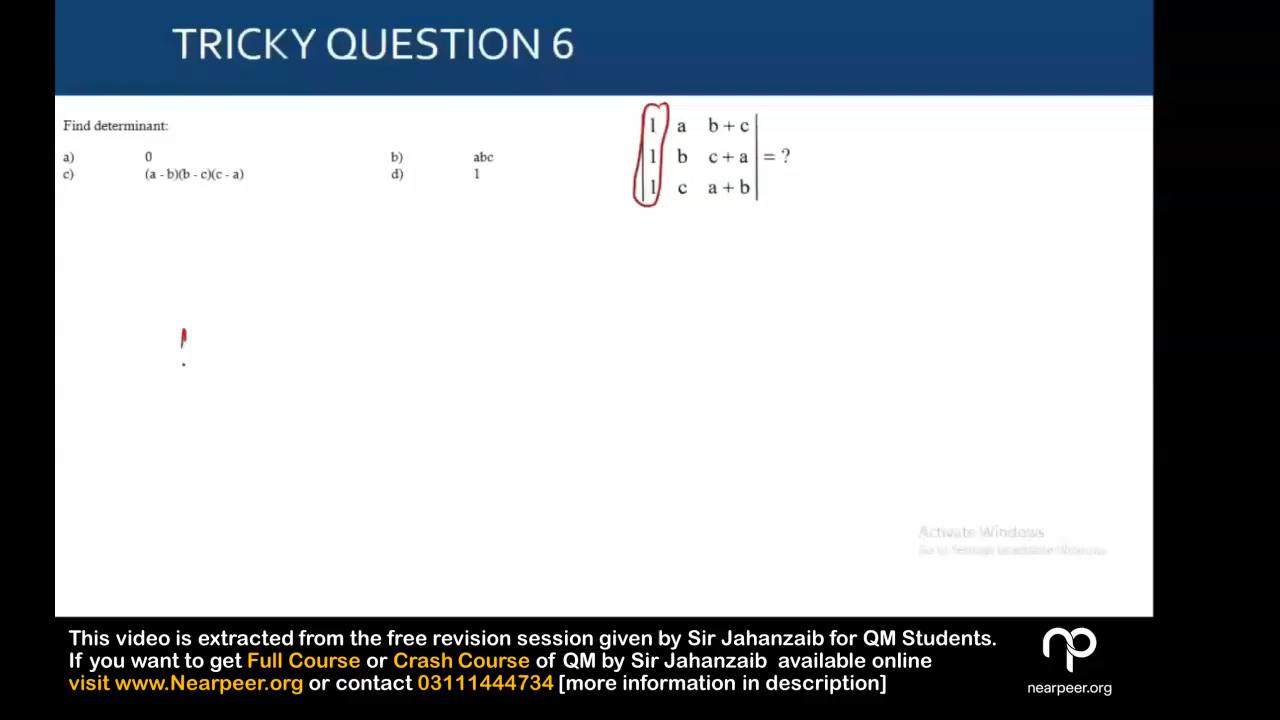 TRICKY QUESTION 6
Find determinant:
a) 0 b) abc
c) (a - b)(b - c)(c - a) d) 1
1 a b + c
1 b c + a = ?
1 c a + b
Activate Windows
This video is extracted from the free revision session given by Sir Jahanzaib for QM Students.
If you want to get Full Course or Crash Course of QM by Sir Jahanzaib available online
visit www.Nearpeer.org or contact 03111444734 [more information in description]
nearpeer.org